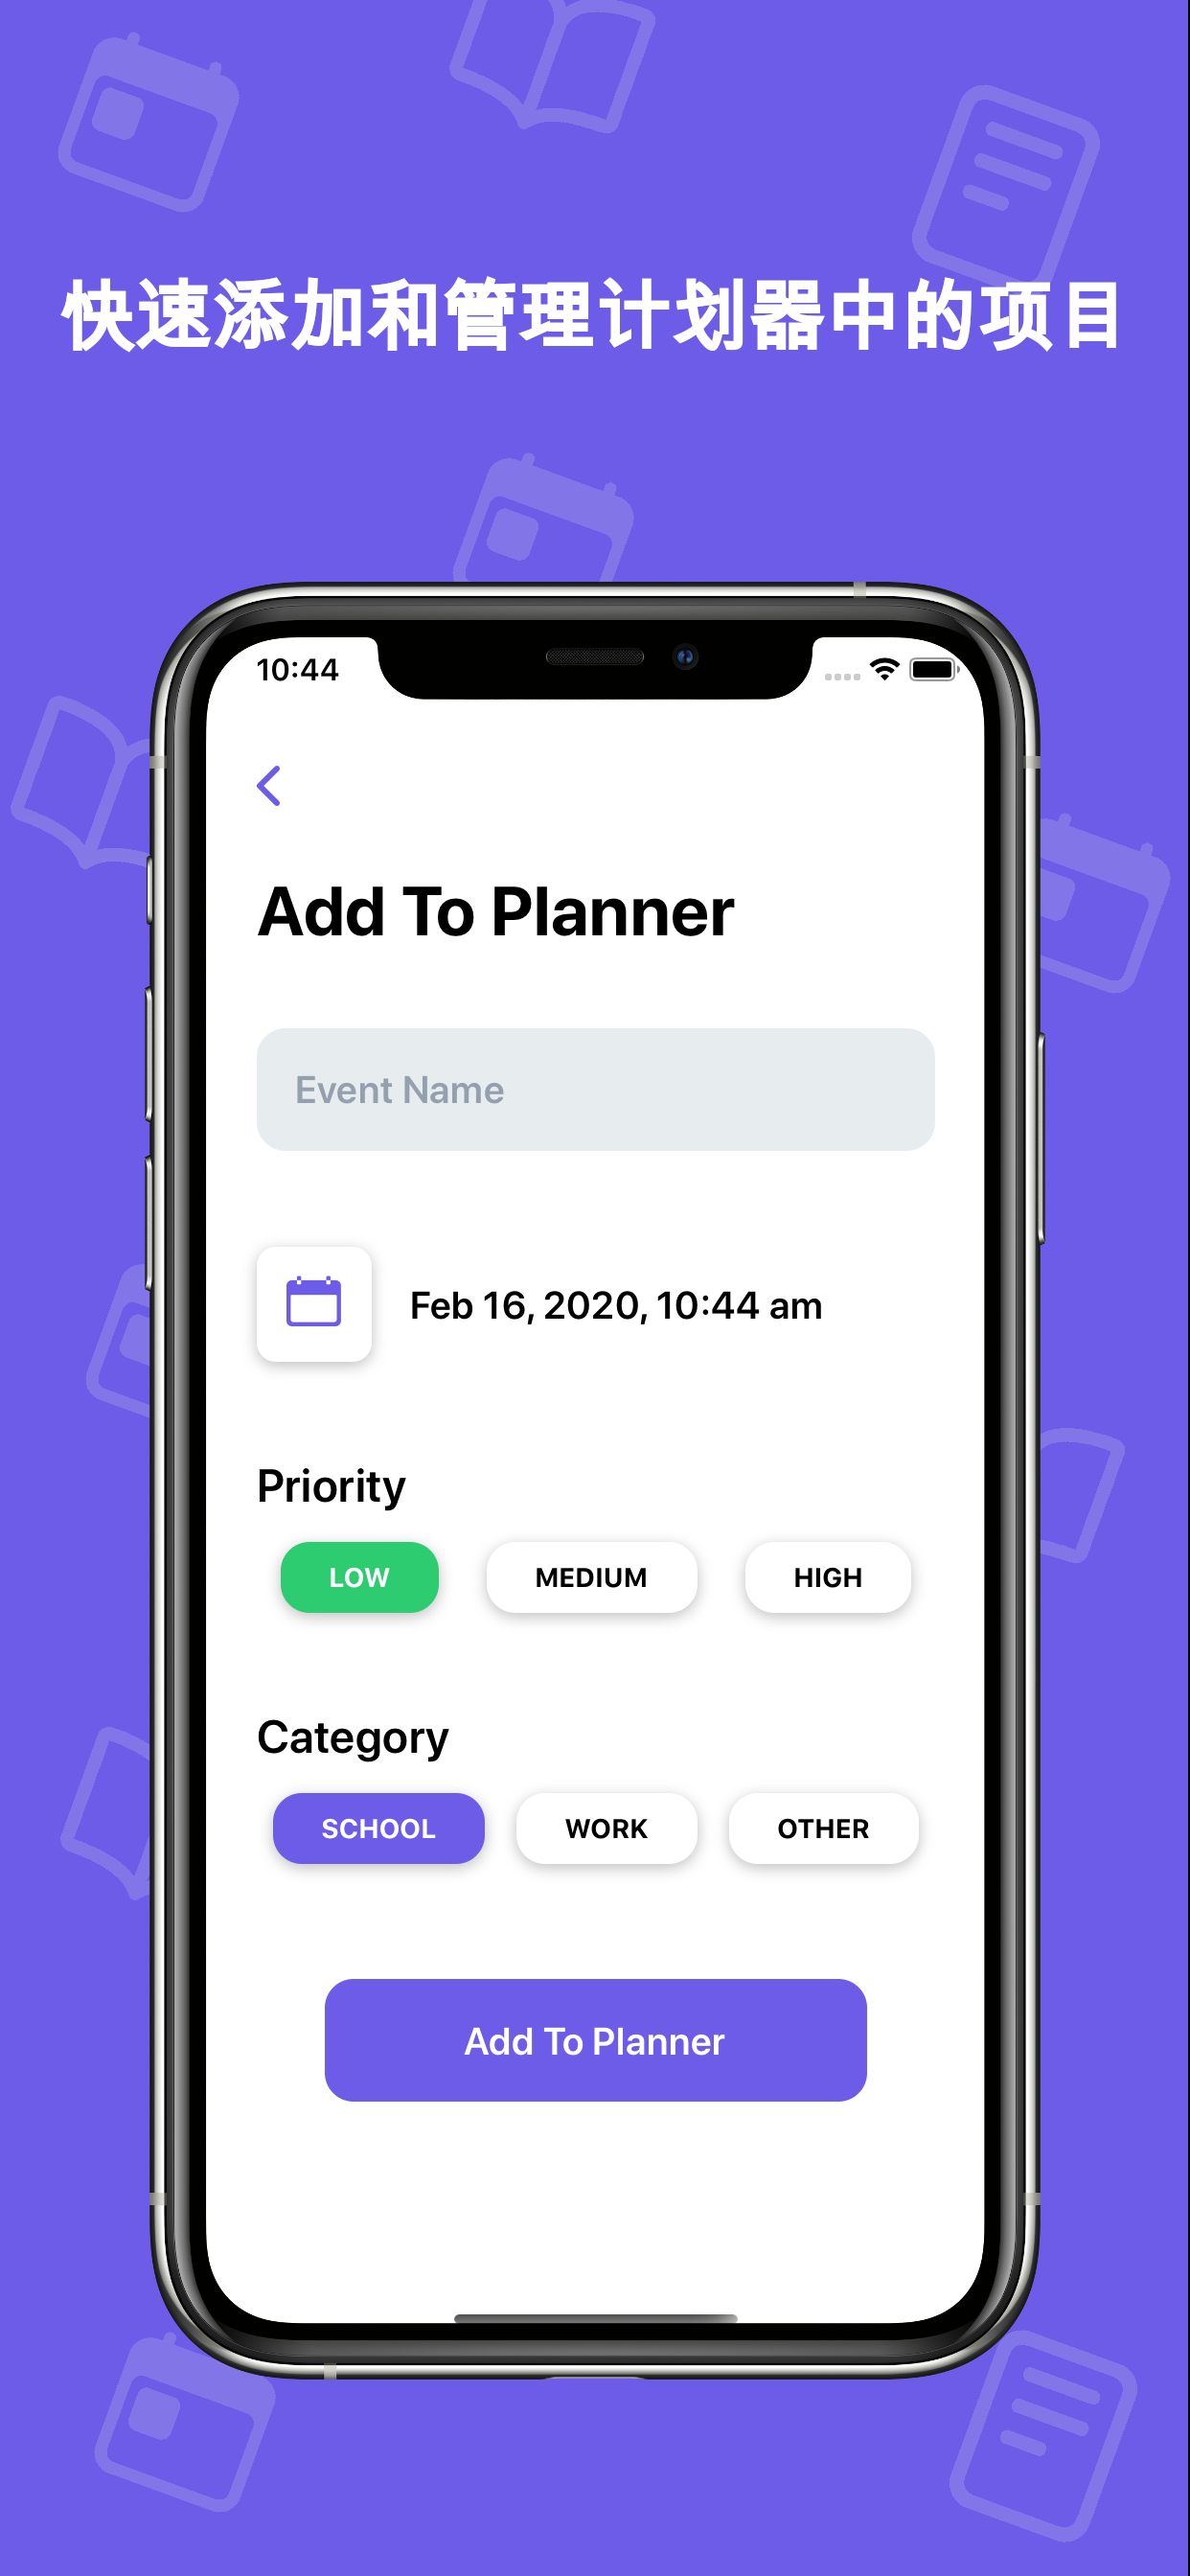 快速添加和管理计划器中的项目
10:44
Add To Planner
Event Name
Feb 16, 2020, 10:44 am
Priority
LOW MEDIUM HIGH
Category
SCHOOL WORK OTHER
Add To Planner